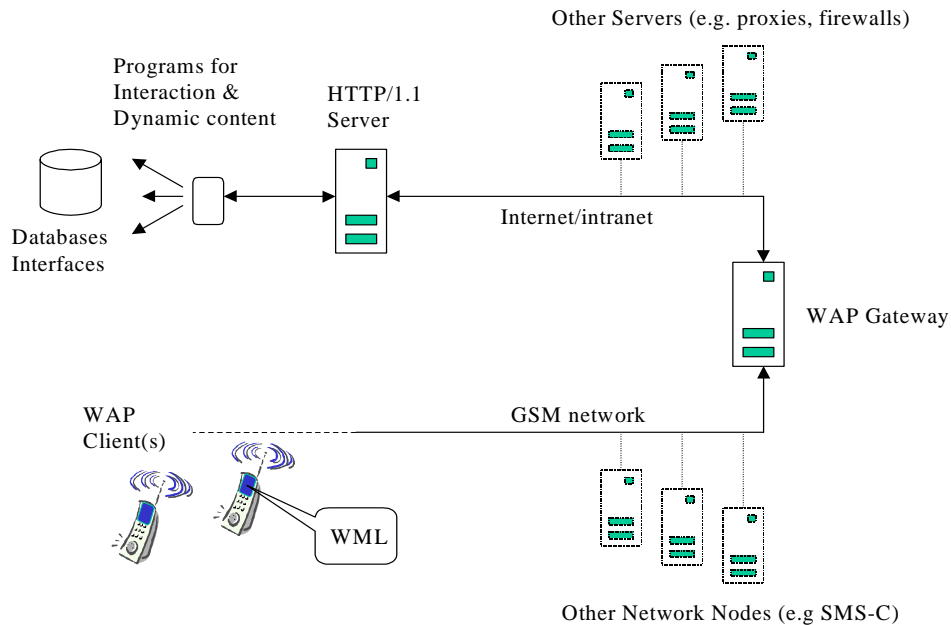 Other Servers (e.g. proxies, firewalls)
Programs for
Interaction &
Dynamic content
HTTP/1.1
Server
Internet/intranet
Databases
Interfaces
WAP Gateway
GSM network
WAP
Client(s)
WML
Other Network Nodes (e.g SMS-C)